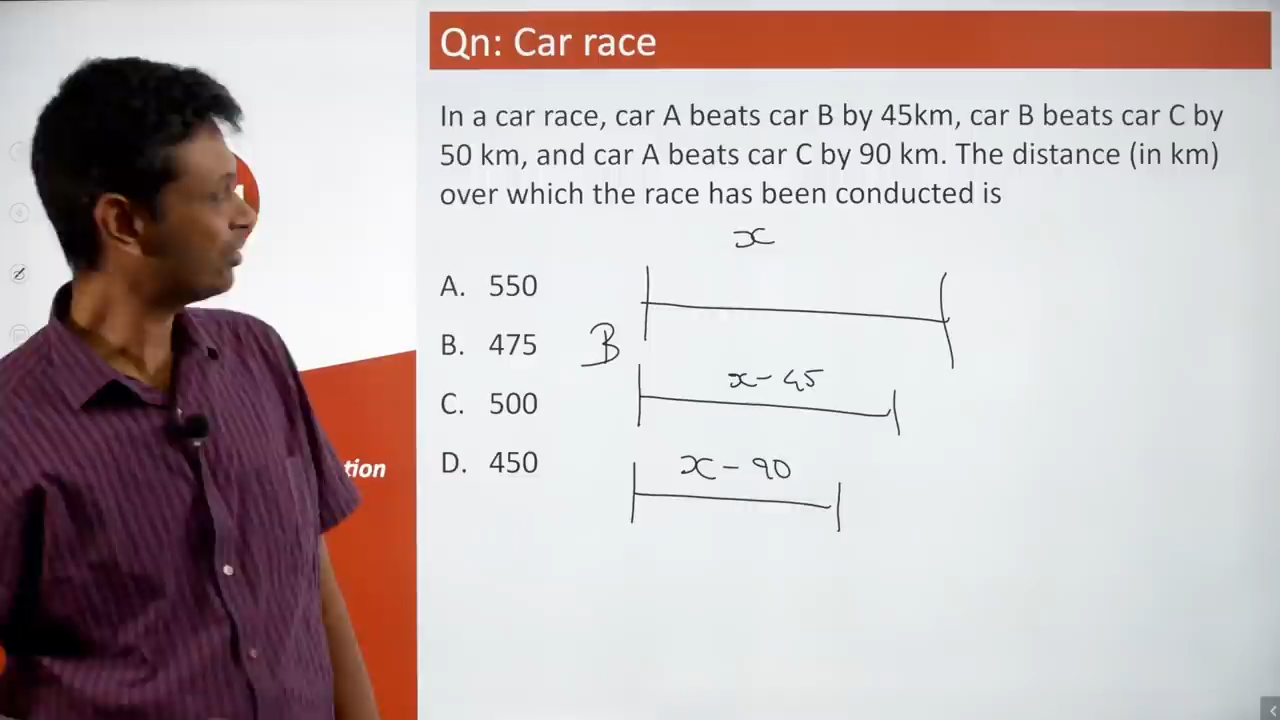 Qn: Car race
In a car race, car A beats car B by 45km, car B beats car C by
50 km, and car A beats car C by 90 km. The distance (in km)
over which the race has been conducted is
x
A. 550
B. 475
B
x - 45
C. 500
x - 90
D. 450
tion